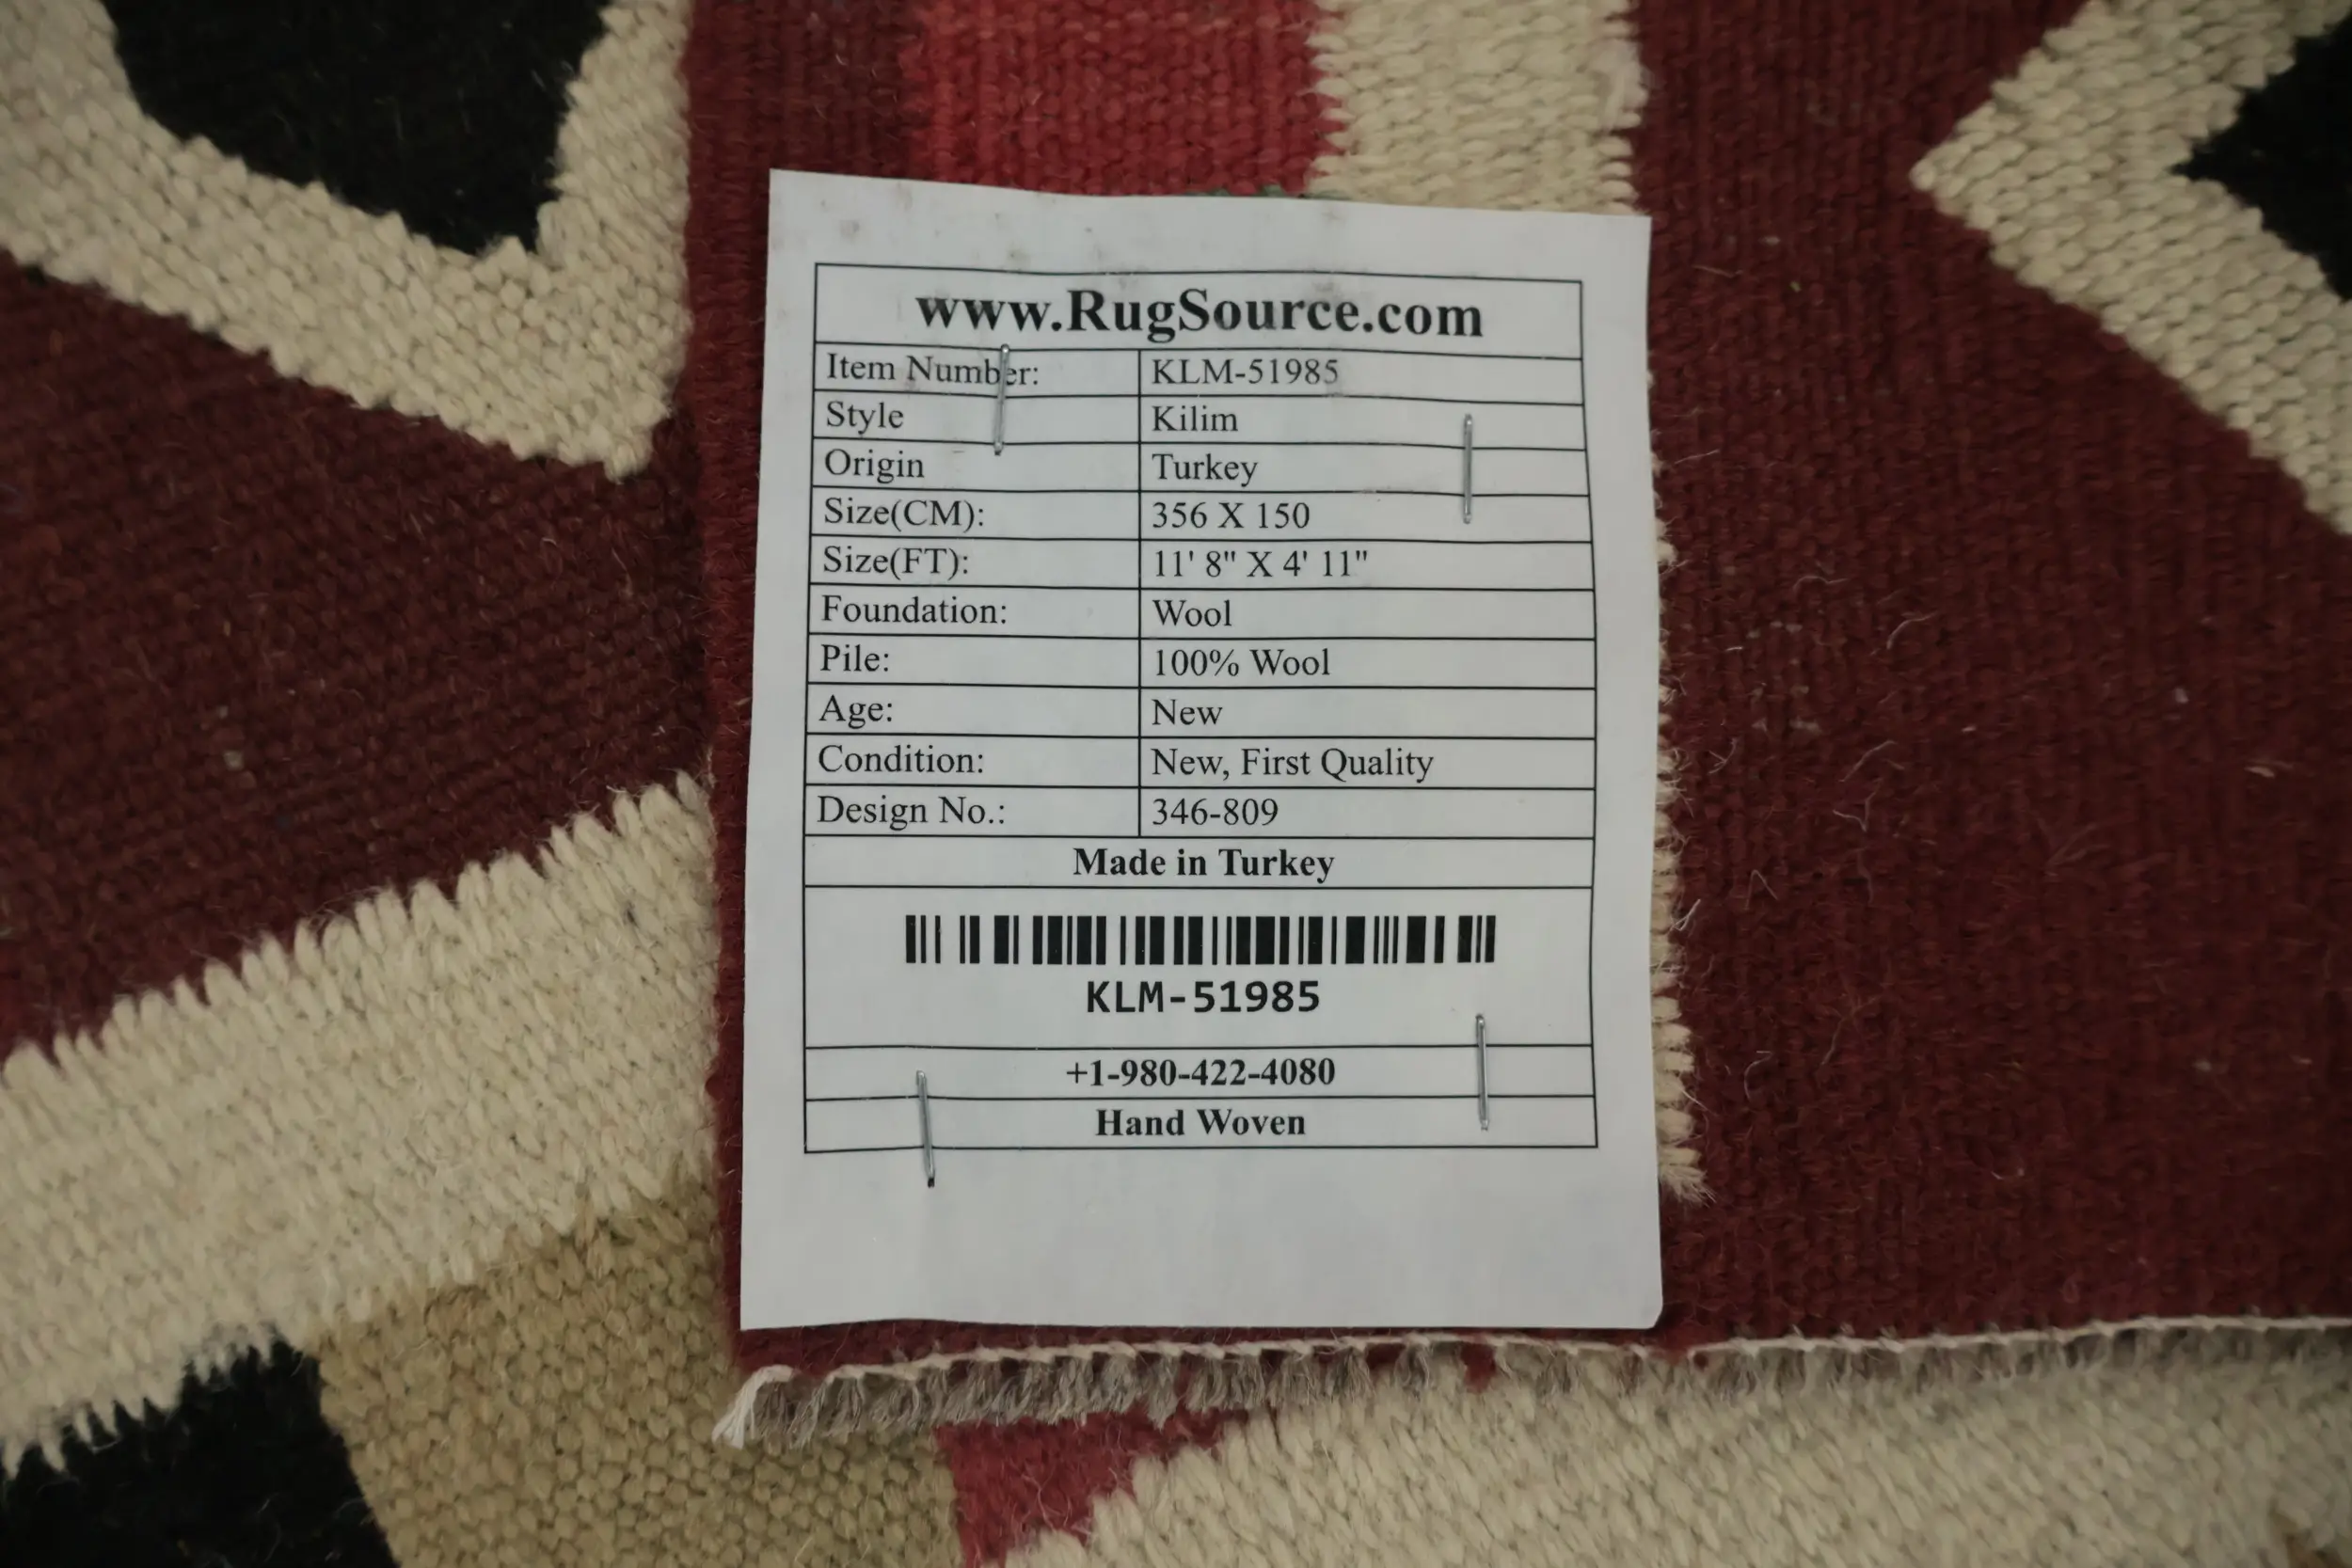 www.RugSource.com
Item Number: KLM-51985
Style Kilim
Origin Turkey
Size(CM): 356 X 150
Size(FT): 11' 8" X 4' 11"
Foundation: Wool
Pile: 100% Wool
Age: New
Condition: New, First Quality
Design No.: 346-809
Made in Turkey
KLM-51985
+1-980-422-4080
Hand Woven